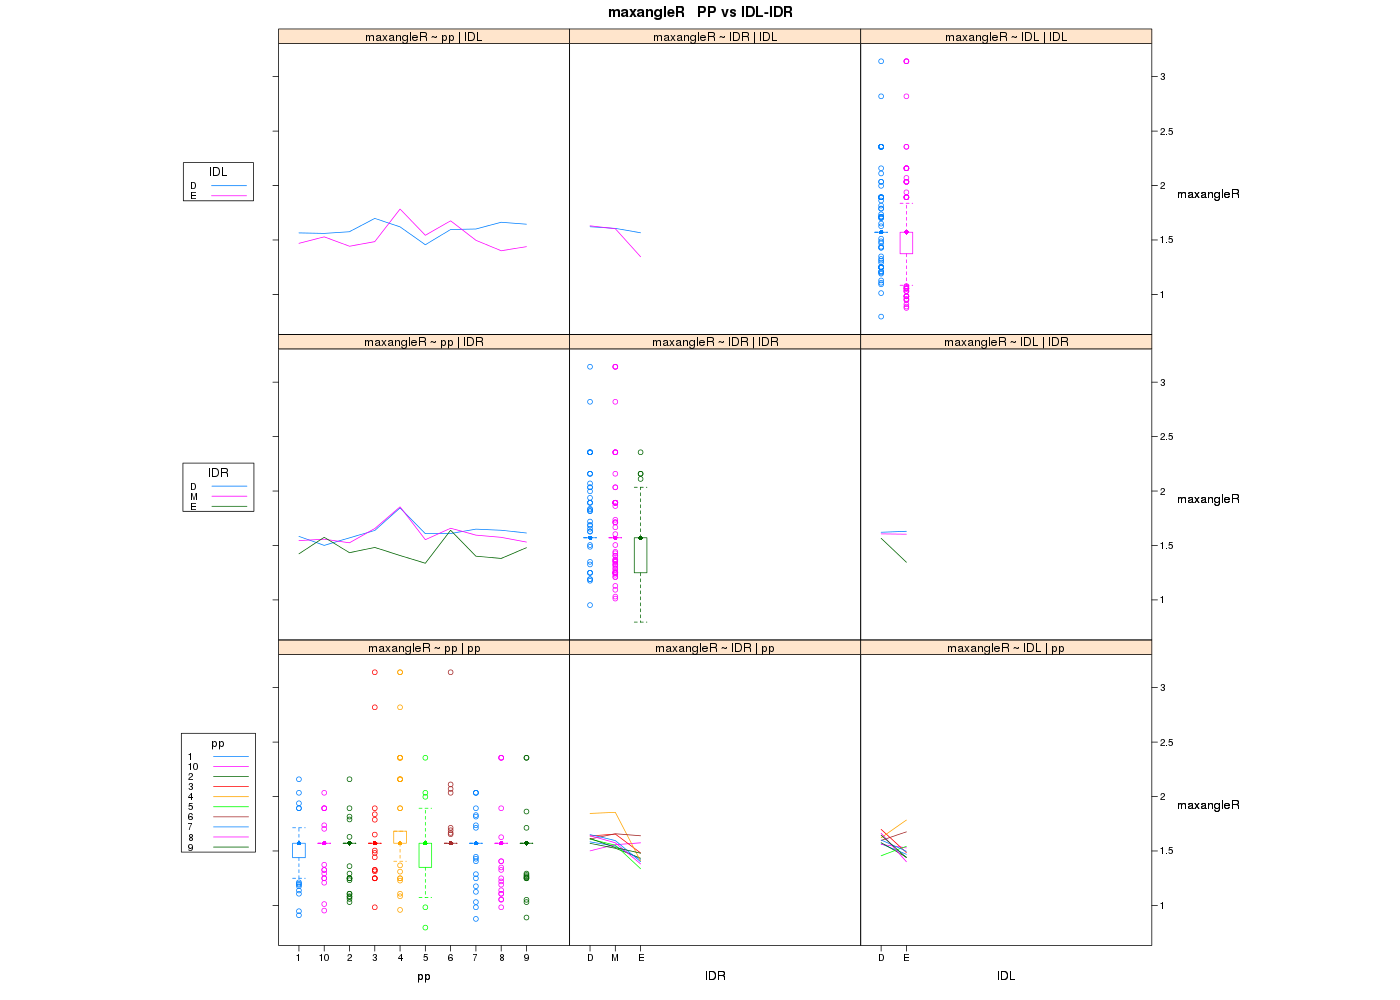 maxangleR   PP vs IDL-IDR
maxangleR ~ pp | IDL
maxangleR ~ IDR | IDL
maxangleR ~ IDL | IDL
3
2.5
2
1.5
1
maxangleR
IDL
D
E
maxangleR ~ pp | IDR
maxangleR ~ IDR | IDR
maxangleR ~ IDL | IDR
3
2.5
2
1.5
1
maxangleR
IDR
D
M
E
maxangleR ~ pp | pp
maxangleR ~ IDR | pp
maxangleR ~ IDL | pp
3
2.5
2
1.5
1
maxangleR
pp
1
10
2
3
4
5
6
7
8
9
1 10 2 3 4 5 6 7 8 9
D M E
D E
pp
IDR
IDL